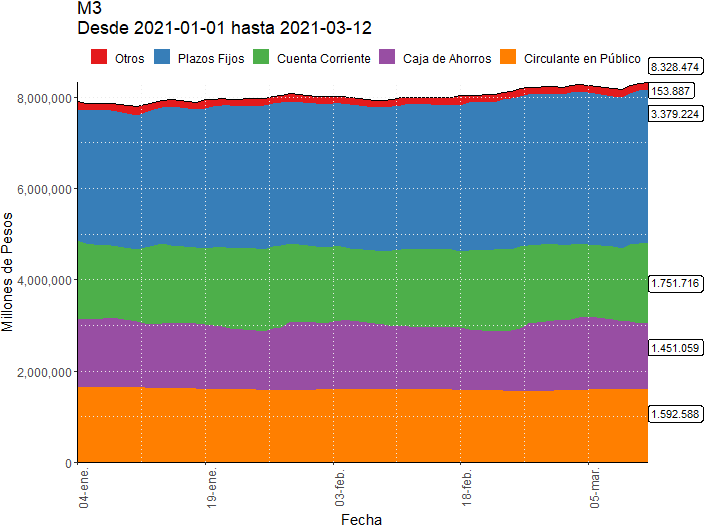 M3
Desde 2021-01-01 hasta 2021-03-12
Otros Plazos Fijos Cuenta Corriente Caja de Ahorros Circulante en Público
8.328.474
153.887
3.379.224
1.751.716
1.451.059
1.592.588
8,000,000
6,000,000
4,000,000
2,000,000
0
Millones de Pesos
04-ene.
19-ene.
03-feb.
18-feb.
05-mar.
Fecha